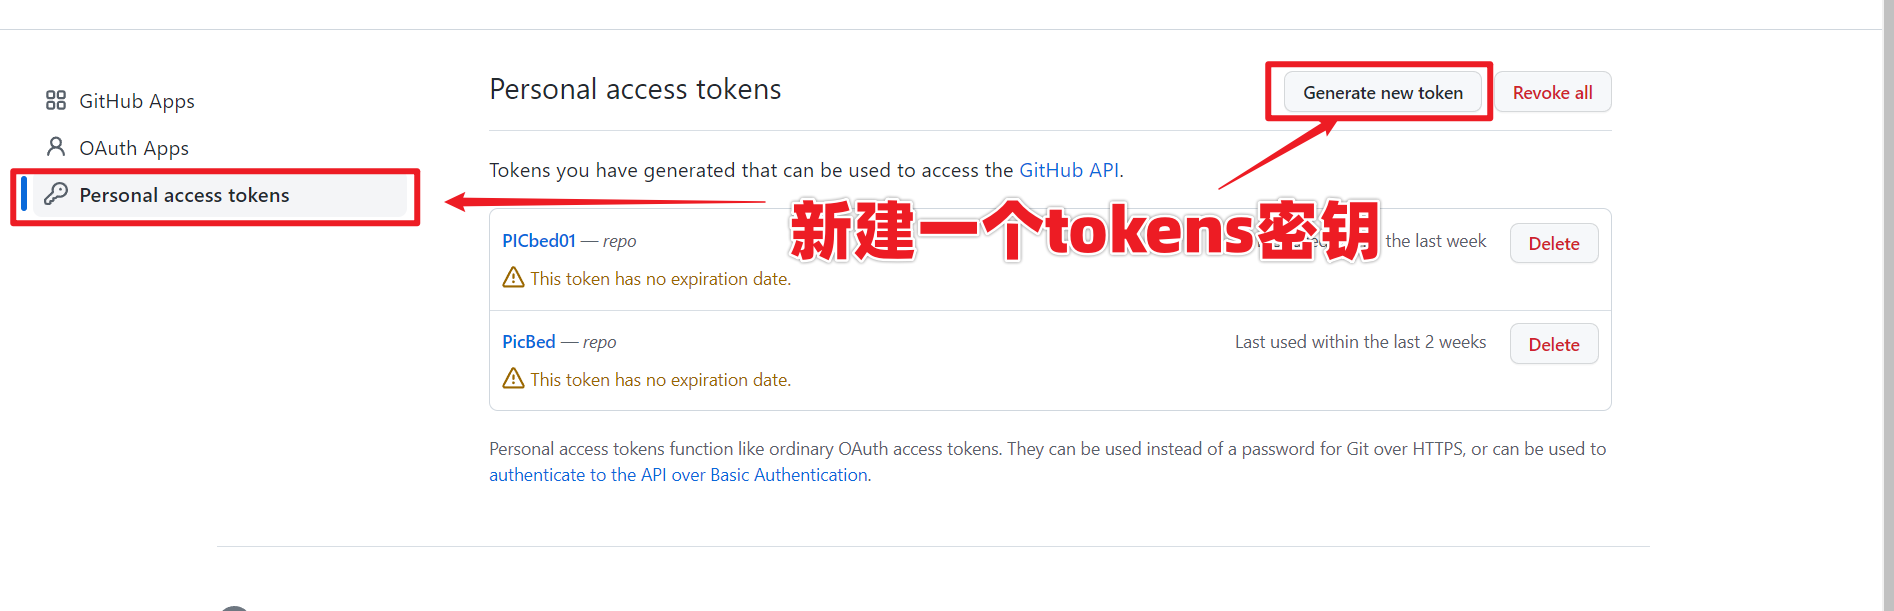 GitHub Apps
OAuth Apps
Personal access tokens
Personal access tokens
Generate new token
Revoke all
Tokens you have generated that can be used to access the GitHub API.
新建一个tokens密钥
PICbed01 — repo
the last week
Delete
This token has no expiration date.
PicBed — repo
Last used within the last 2 weeks
Delete
This token has no expiration date.
Personal access tokens function like ordinary OAuth access tokens. They can be used instead of a password for Git over HTTPS, or can be used to
authenticate to the API over Basic Authentication.